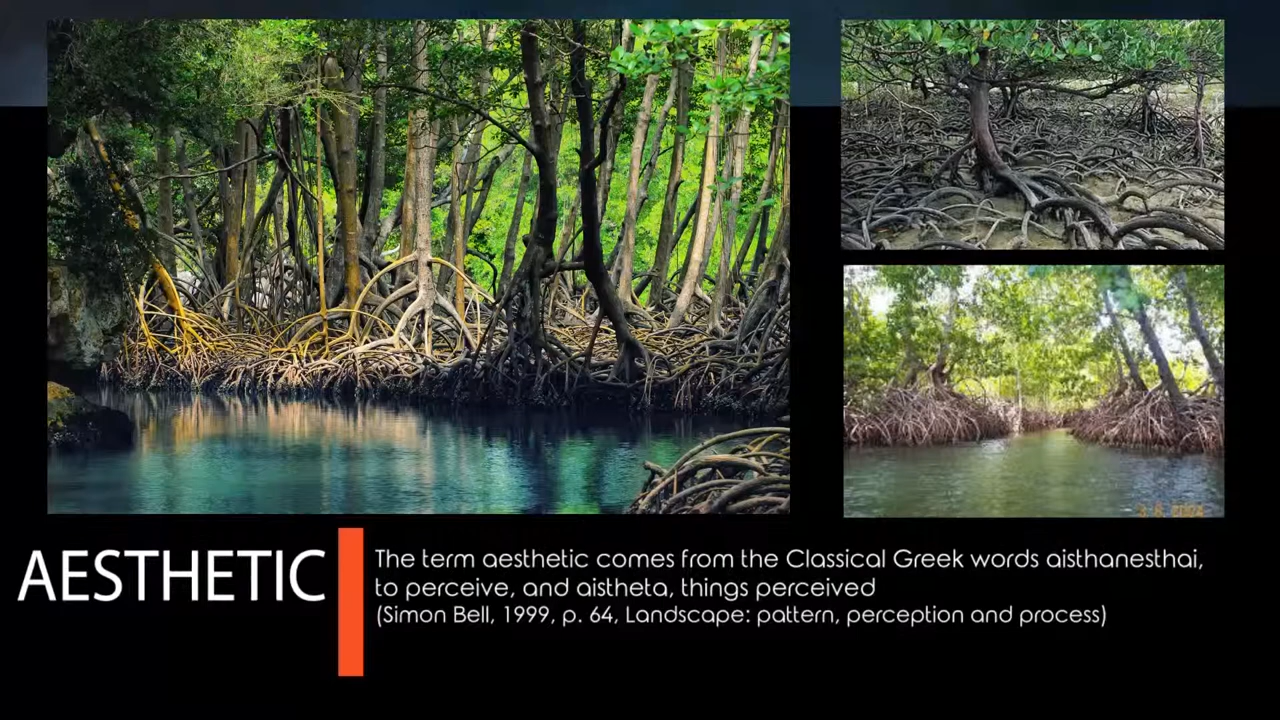 AESTHETIC
The term aesthetic comes from the Classical Greek words aisthanesthai,
to perceive, and aistheta, things perceived
(Simon Bell, 1999, p. 64, Landscape: pattern, perception and process)